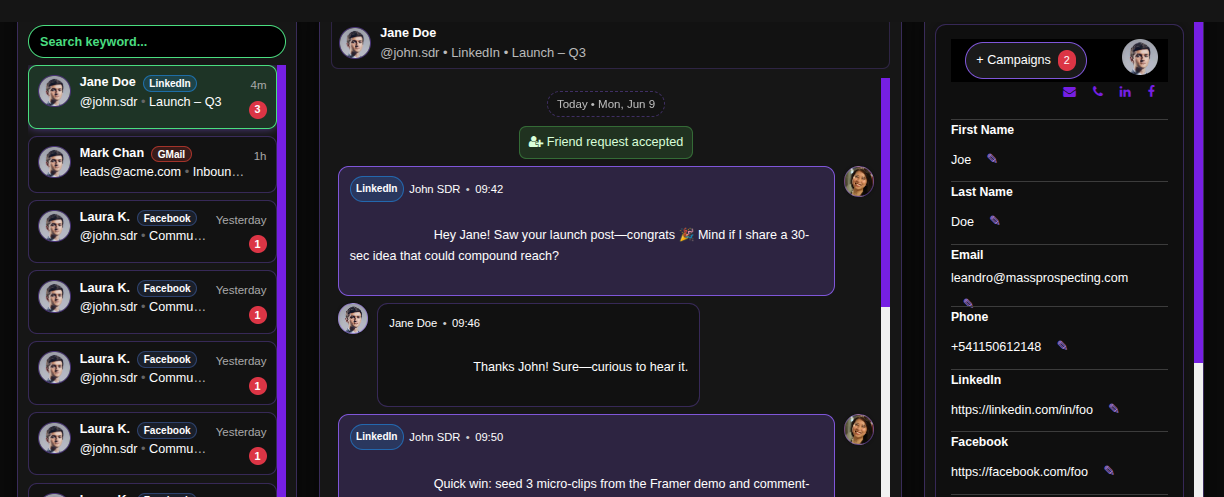 Search keyword...
Jane Doe LinkedIn 4m
@john.sdr • Launch – Q3 3
Mark Chan GMail 1h
leads@acme.com • Inboun…
Laura K. Facebook Yesterday
@john.sdr • Commu… 1
Laura K. Facebook Yesterday
@john.sdr • Commu… 1
Laura K. Facebook Yesterday
@john.sdr • Commu… 1
Laura K. Facebook Yesterday
@john.sdr • Commu… 1
Jane Doe
@john.sdr • LinkedIn • Launch – Q3
Today • Mon, Jun 9
Friend request accepted
LinkedIn John SDR • 09:42
Hey Jane! Saw your launch post—congrats 🎉 Mind if I share a 30-
sec idea that could compound reach?
Jane Doe • 09:46
Thanks John! Sure—curious to hear it.
LinkedIn John SDR • 09:50
Quick win: seed 3 micro-clips from the Framer demo and comment-
+ Campaigns 2
First Name
Joe
Last Name
Doe
Email
leandro@massprospecting.com
Phone
+541150612148
LinkedIn
https://linkedin.com/in/foo
Facebook
https://facebook.com/foo